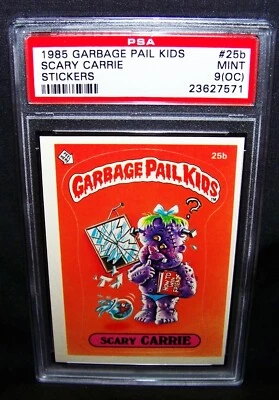 PSA
1985 GARBAGE PAIL KIDS #25b
SCARY CARRIE MINT
STICKERS 9(OC)
23627571
25b
GARBAGE PAIL KIDS
SCARY CARRIE